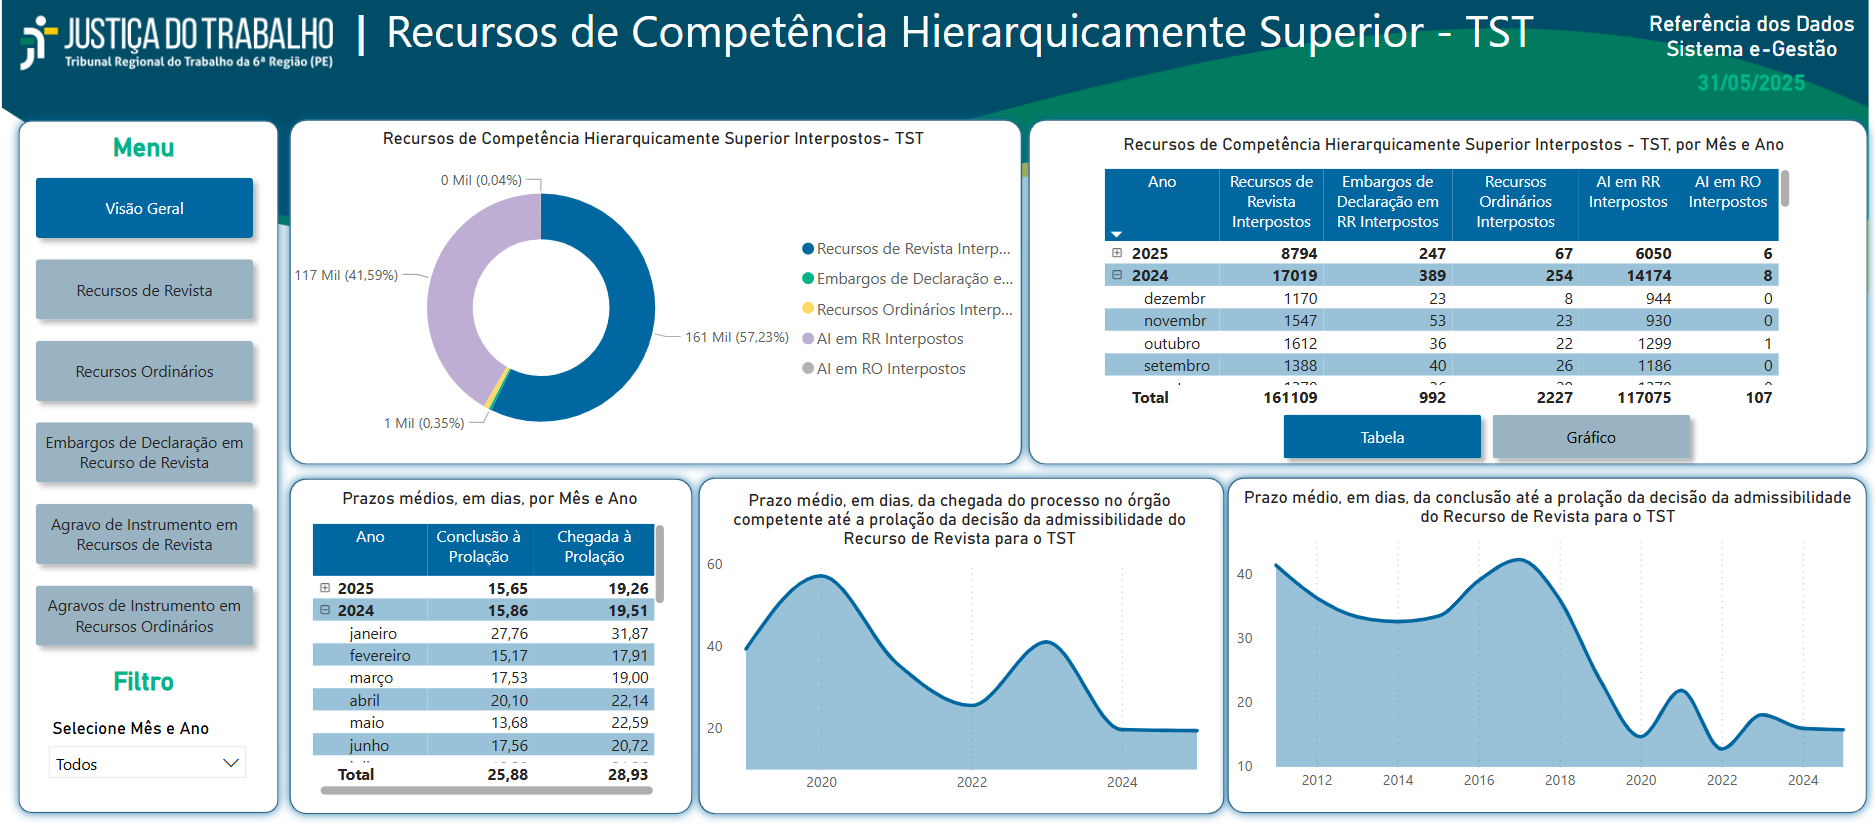 JUSTIÇA DO TRABALHO
Tribunal Regional do Trabalho da 6ª Região (PE)
| Recursos de Competência Hierarquicamente Superior - TST
Referência dos Dados
Sistema e-Gestão
31/05/2025
Menu
Visão Geral
Recursos de Revista
Recursos Ordinários
Embargos de Declaração em
Recurso de Revista
Agravo de Instrumento em
Recursos de Revista
Agravos de Instrumento em
Recursos Ordinários
Filtro
Selecione Mês e Ano
Todos
Recursos de Competência Hierarquicamente Superior Interpostos- TST
0 Mil (0,04%)
117 Mil (41,59%)
161 Mil (57,23%)
1 Mil (0,35%)
Recursos de Revista Interp...
Embargos de Declaração e...
Recursos Ordinários Interp...
AI em RR Interpostos
AI em RO Interpostos
Recursos de Competência Hierarquicamente Superior Interpostos - TST, por Mês e Ano
Ano Recursos de Revista Interpostos Embargos de Declaração em RR Interpostos Recursos Ordinários Interpostos AI em RR Interpostos AI em RO Interpostos
2025 8794 247 67 6050 6
2024 17019 389 254 14174 8
dezembr 1170 23 8 944 0
novembr 1547 53 23 930 0
outubro 1612 36 22 1299 1
setembro 1388 40 26 1186 0
Total 161109 992 2227 117075 107
Tabela
Gráfico
Prazos médios, em dias, por Mês e Ano
Ano Conclusão à Prolação Chegada à Prolação
2025 15,65 19,26
2024 15,86 19,51
janeiro 27,76 31,87
fevereiro 15,17 17,91
março 17,53 19,00
abril 20,10 22,14
maio 13,68 22,59
junho 17,56 20,72
Total 25,88 28,93
Prazo médio, em dias, da chegada do processo no órgão
competente até a prolação da decisão da admissibilidade do
Recurso de Revista para o TST
60
40
20
2020 2022 2024
Prazo médio, em dias, da conclusão até a prolação da decisão da admissibilidade
do Recurso de Revista para o TST
40
30
20
10
2012 2014 2016 2018 2020 2022 2024